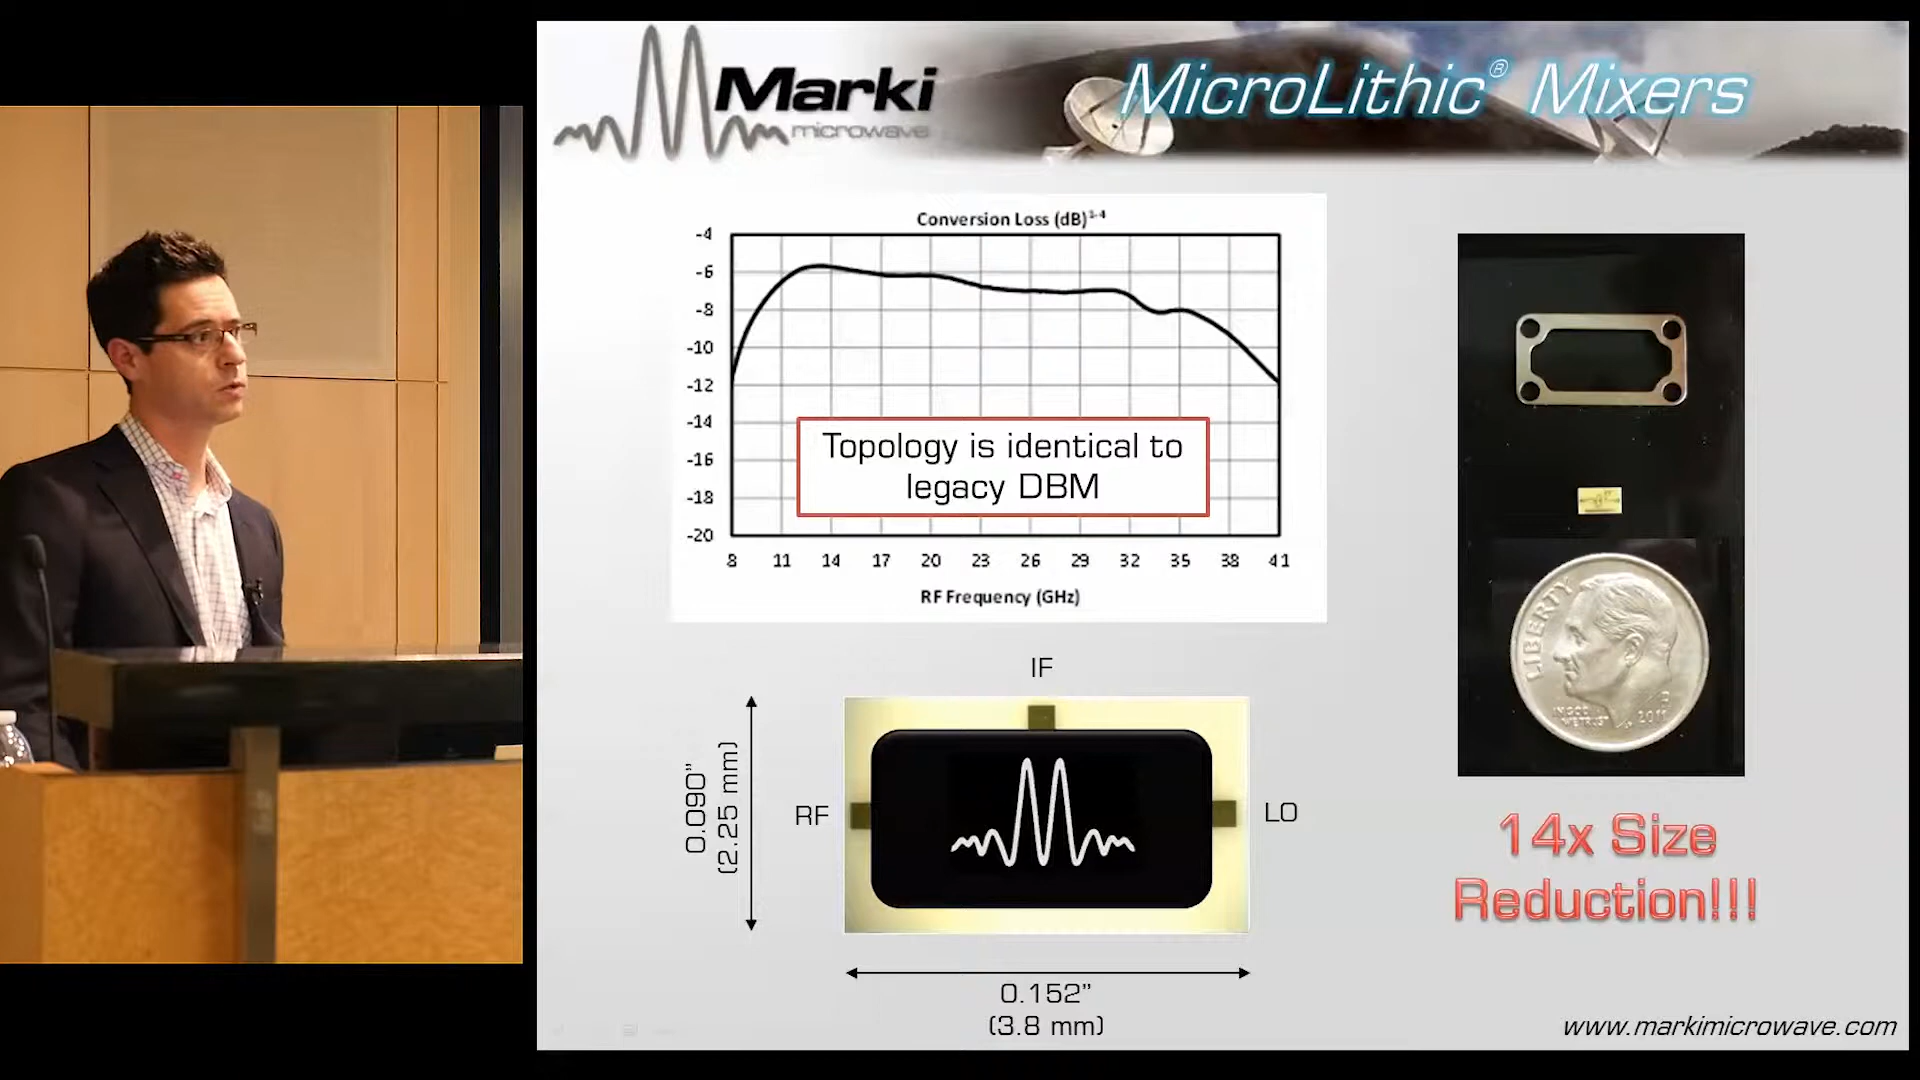 Marki
microwave
MicroLithic® Mixers
Conversion Loss (dB)¹⁻⁴
-4
-6
-8
-10
-12
-14
-16
-18
-20
Topology is identical to
legacy DBM
8 11 14 17 20 23 26 29 32 35 38 41
RF Frequency (GHz)
IF
RF
LO
0.090”
(2.25 mm)
0.152”
(3.8 mm)
LIBERTY
IN GOD
WE TRUST
2011
14x Size
Reduction!!!
www.markimicrowave.com